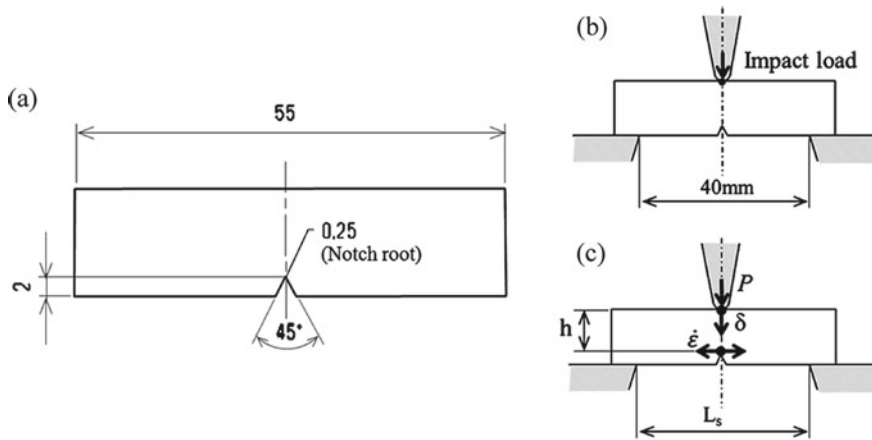 (a)
55
0,25
(Notch root)
2
45°
(b)
Impact load
40mm
(c)
P
h
δ
ε̇
Lₛ